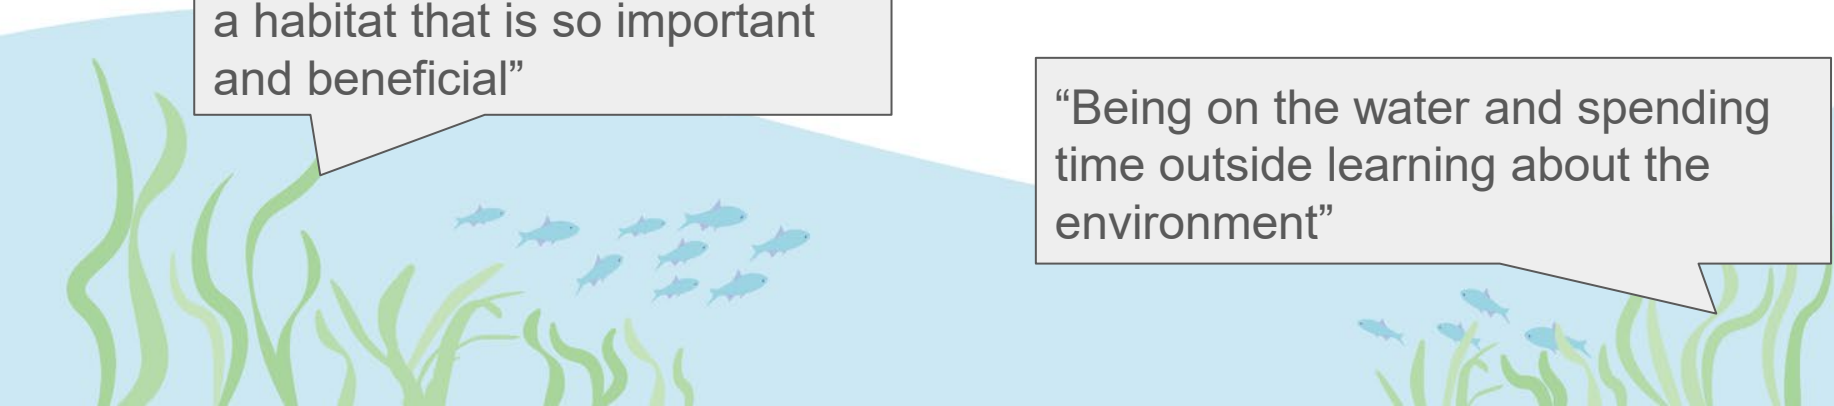 a habitat that is so important
and beneficial”
“Being on the water and spending
time outside learning about the
environment”